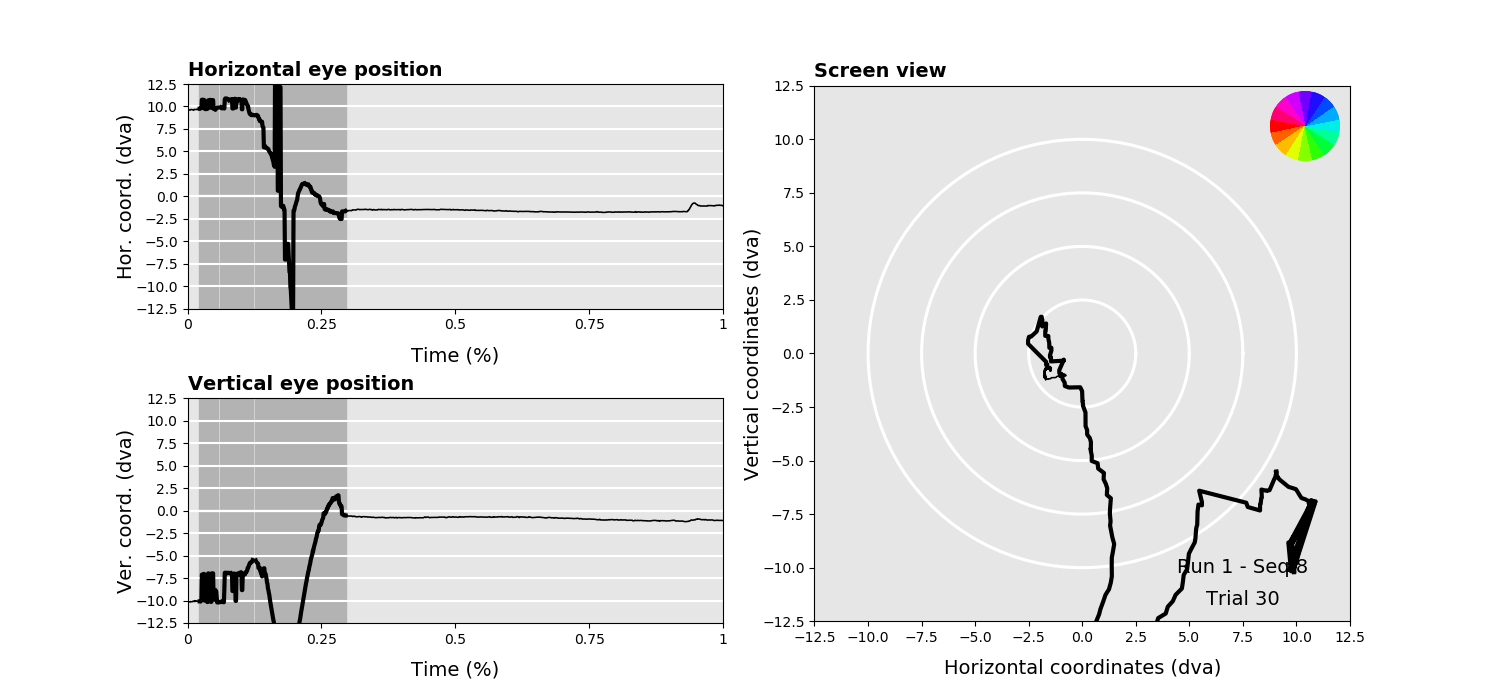 Horizontal eye position
Hor. coord. (dva)
12.5
10.0
7.5
5.0
2.5
0.0
−2.5
−5.0
−7.5
−10.0
−12.5
0 0.25 0.5 0.75 1
Time (%)
Vertical eye position
Ver. coord. (dva)
12.5
10.0
7.5
5.0
2.5
0.0
−2.5
−5.0
−7.5
−10.0
−12.5
0 0.25 0.5 0.75 1
Time (%)
Screen view
Vertical coordinates (dva)
12.5
10.0
7.5
5.0
2.5
0.0
−2.5
−5.0
−7.5
−10.0
−12.5
Run 1 - Seq 8
Trial 30
−12.5 −10.0 −7.5 −5.0 −2.5 0.0 2.5 5.0 7.5 10.0 12.5
Horizontal coordinates (dva)